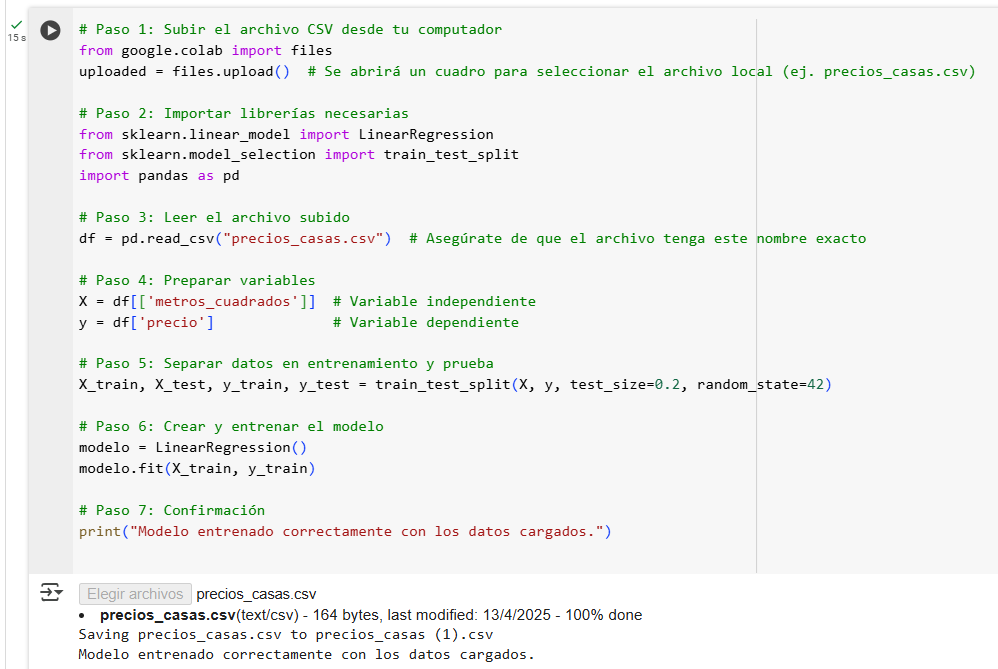 15 s
# Paso 1: Subir el archivo CSV desde tu computador
from google.colab import files
uploaded = files.upload()  # Se abrirá un cuadro para seleccionar el archivo local (ej. precios_casas.csv)
# Paso 2: Importar librerías necesarias
from sklearn.linear_model import LinearRegression
from sklearn.model_selection import train_test_split
import pandas as pd
# Paso 3: Leer el archivo subido
df = pd.read_csv("precios_casas.csv")  # Asegúrate de que el archivo tenga este nombre exacto
# Paso 4: Preparar variables
X = df[['metros_cuadrados']]  # Variable independiente
y = df['precio']              # Variable dependiente
# Paso 5: Separar datos en entrenamiento y prueba
X_train, X_test, y_train, y_test = train_test_split(X, y, test_size=0.2, random_state=42)
# Paso 6: Crear y entrenar el modelo
modelo = LinearRegression()
modelo.fit(X_train, y_train)
# Paso 7: Confirmación
print("Modelo entrenado correctamente con los datos cargados.")
Elegir archivos precios_casas.csv
• precios_casas.csv(text/csv) - 164 bytes, last modified: 13/4/2025 - 100% done
Saving precios_casas.csv to precios_casas (1).csv
Modelo entrenado correctamente con los datos cargados.